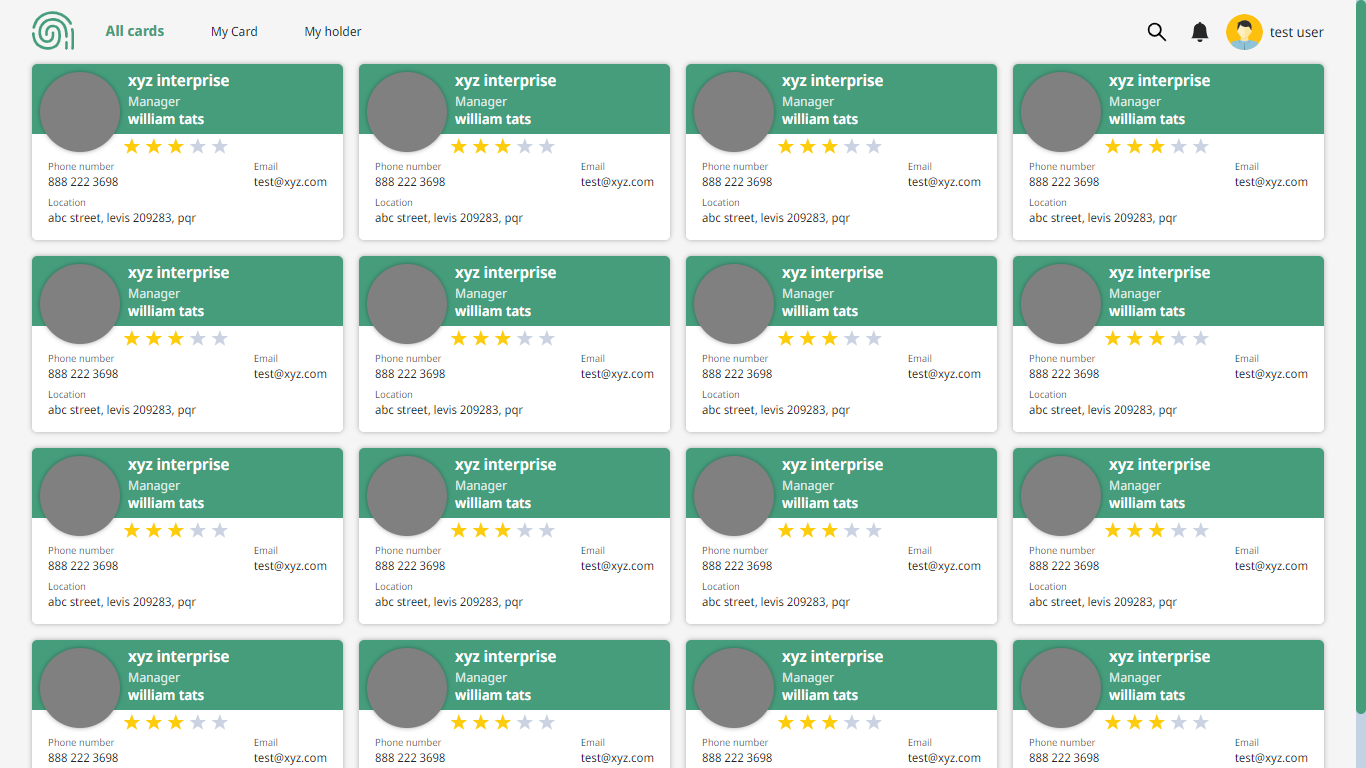 All cards My Card My holder test user
xyz interprise xyz interprise xyz interprise xyz interprise
Manager Manager Manager Manager
william tats william tats william tats william tats
Phone number Email Phone number Email Phone number Email Phone number Email
888 222 3698 test@xyz.com 888 222 3698 test@xyz.com 888 222 3698 test@xyz.com 888 222 3698 test@xyz.com
Location Location Location Location
abc street, levis 209283, pqr abc street, levis 209283, pqr abc street, levis 209283, pqr abc street, levis 209283, pqr
xyz interprise xyz interprise xyz interprise xyz interprise
Manager Manager Manager Manager
william tats william tats william tats william tats
Phone number Email Phone number Email Phone number Email Phone number Email
888 222 3698 test@xyz.com 888 222 3698 test@xyz.com 888 222 3698 test@xyz.com 888 222 3698 test@xyz.com
Location Location Location Location
abc street, levis 209283, pqr abc street, levis 209283, pqr abc street, levis 209283, pqr abc street, levis 209283, pqr
xyz interprise xyz interprise xyz interprise xyz interprise
Manager Manager Manager Manager
william tats william tats william tats william tats
Phone number Email Phone number Email Phone number Email Phone number Email
888 222 3698 test@xyz.com 888 222 3698 test@xyz.com 888 222 3698 test@xyz.com 888 222 3698 test@xyz.com
Location Location Location Location
abc street, levis 209283, pqr abc street, levis 209283, pqr abc street, levis 209283, pqr abc street, levis 209283, pqr
xyz interprise xyz interprise xyz interprise xyz interprise
Manager Manager Manager Manager
william tats william tats william tats william tats
Phone number Email Phone number Email Phone number Email Phone number Email
888 222 3698 test@xyz.com 888 222 3698 test@xyz.com 888 222 3698 test@xyz.com 888 222 3698 test@xyz.com